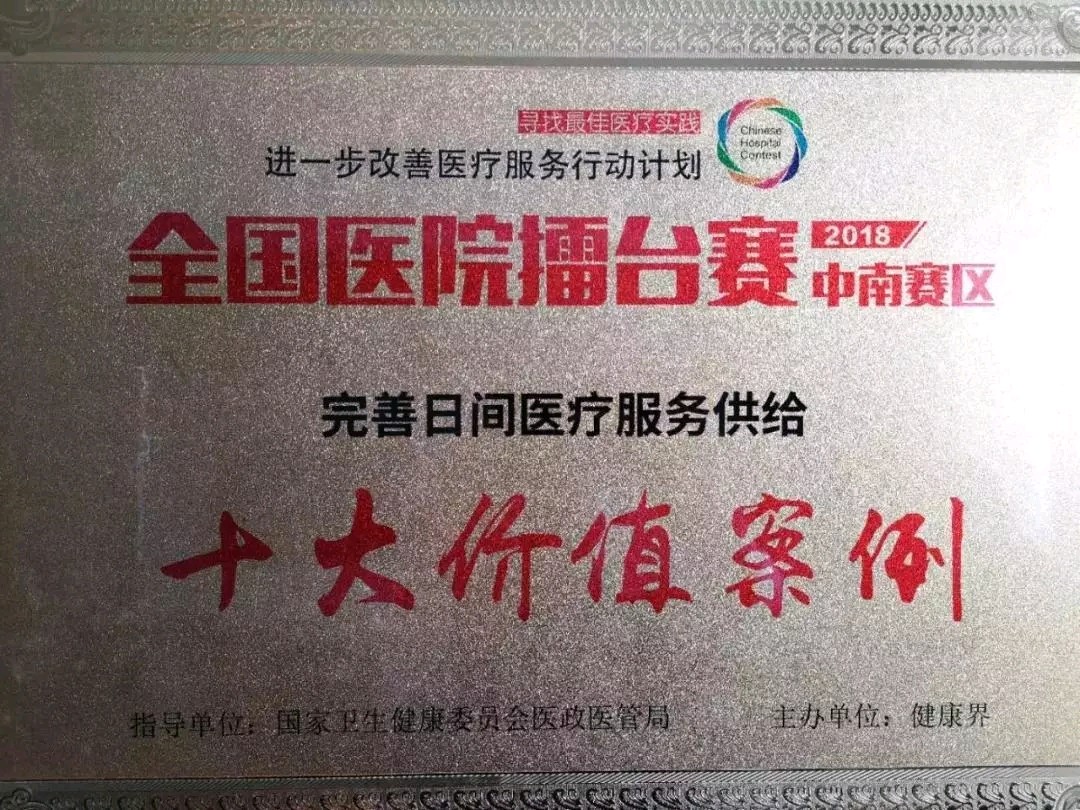 寻找最佳医疗实践
进一步改善医疗服务行动计划
Chinese
Hospital
Contest
全国医院擂台赛
2018
中南赛区
完善日间医疗服务供给
十大价值案例
指导单位：国家卫生健康委员会医政医管局
主办单位：健康界